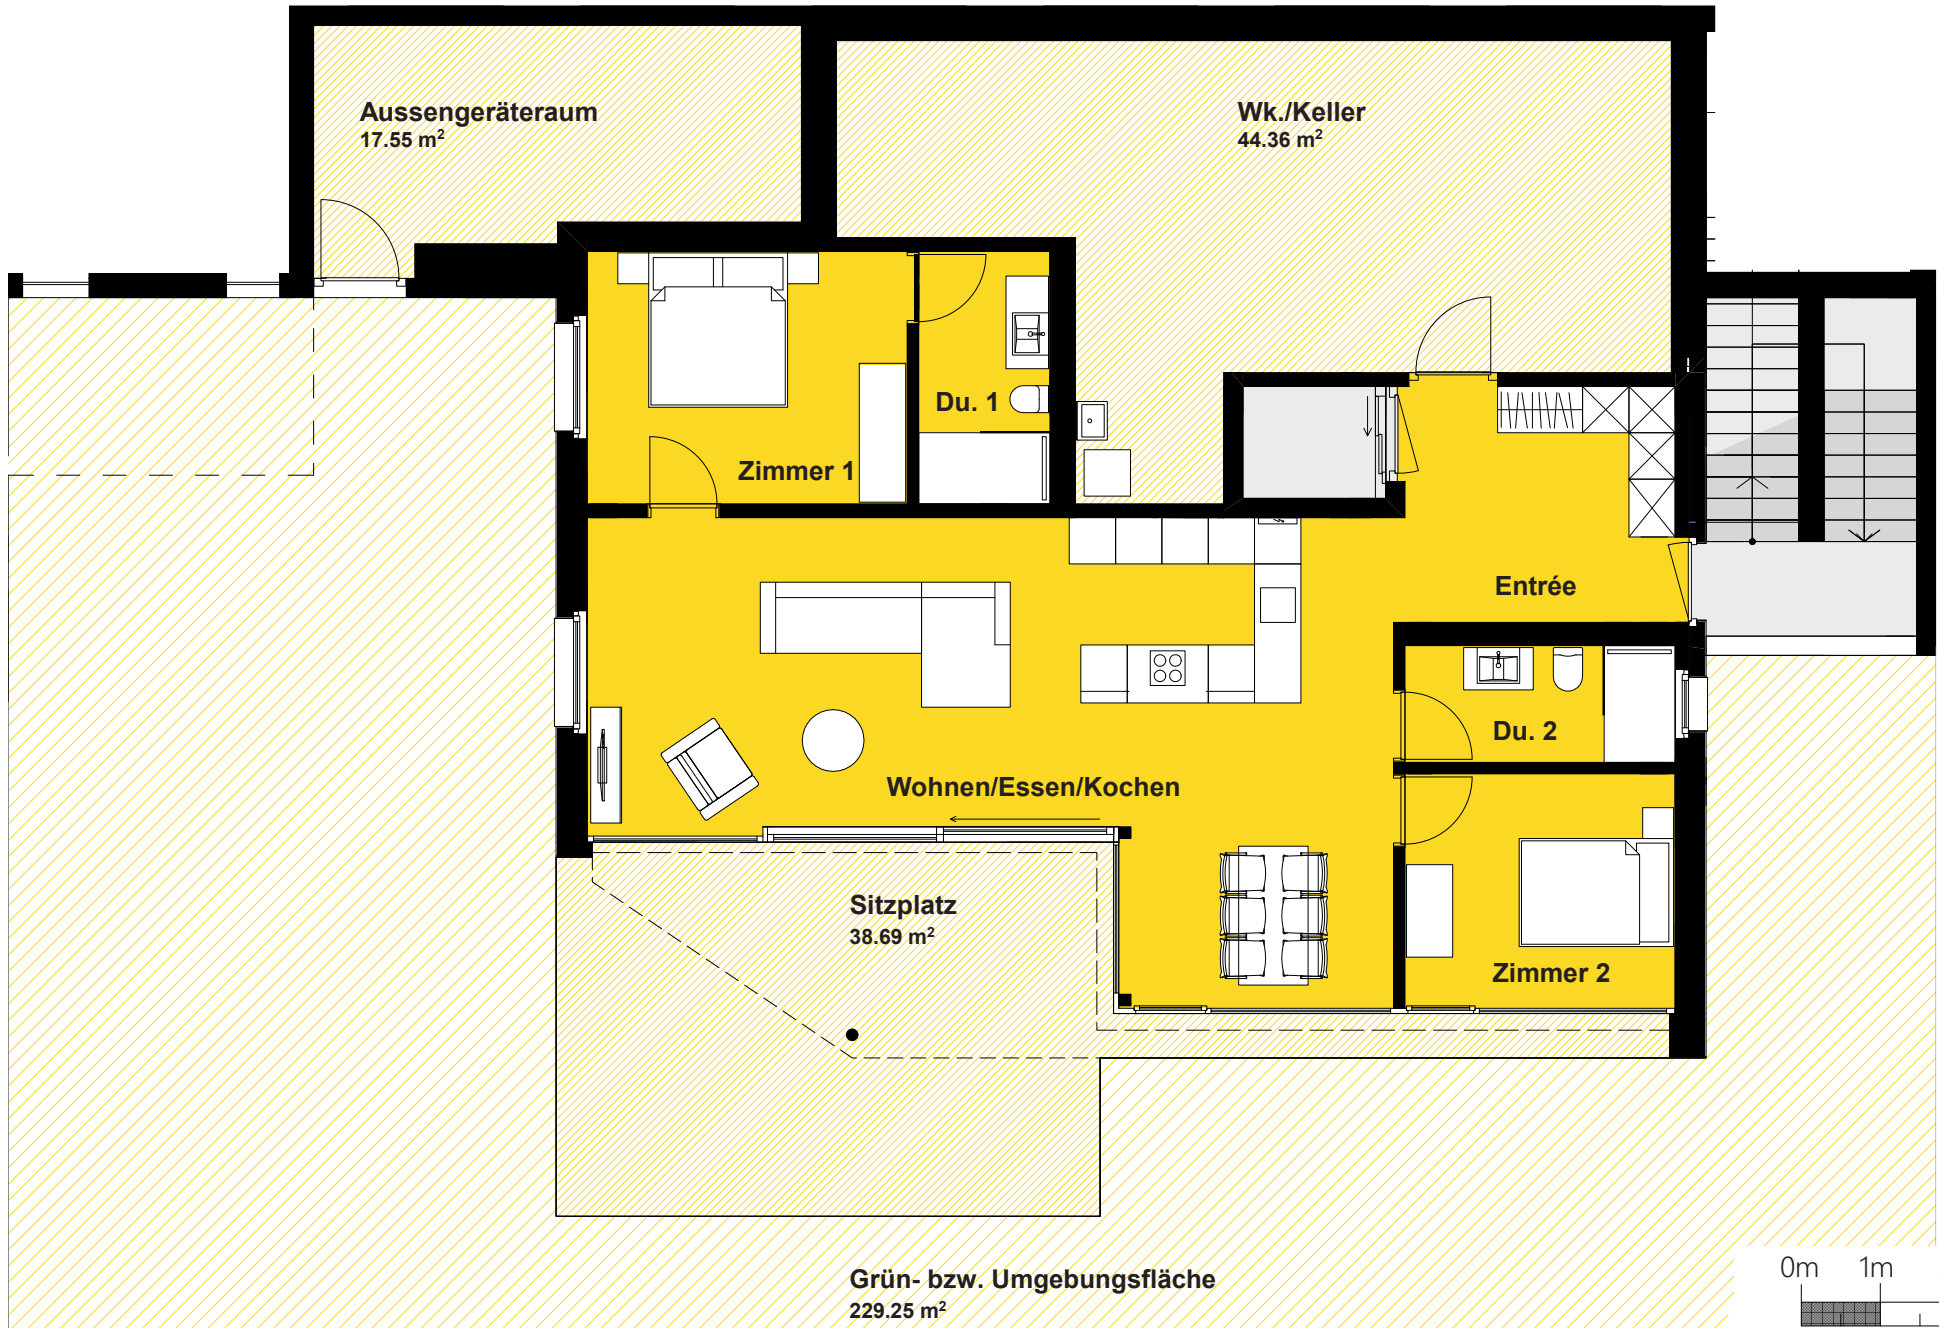 Aussengeräteraum
17.55 m²
Wk./Keller
44.36 m²
Du. 1
Zimmer 1
Entrée
Du. 2
Wohnen/Essen/Kochen
Sitzplatz
38.69 m²
Zimmer 2
Grün- bzw. Umgebungsfläche
229.25 m²
0m 1m